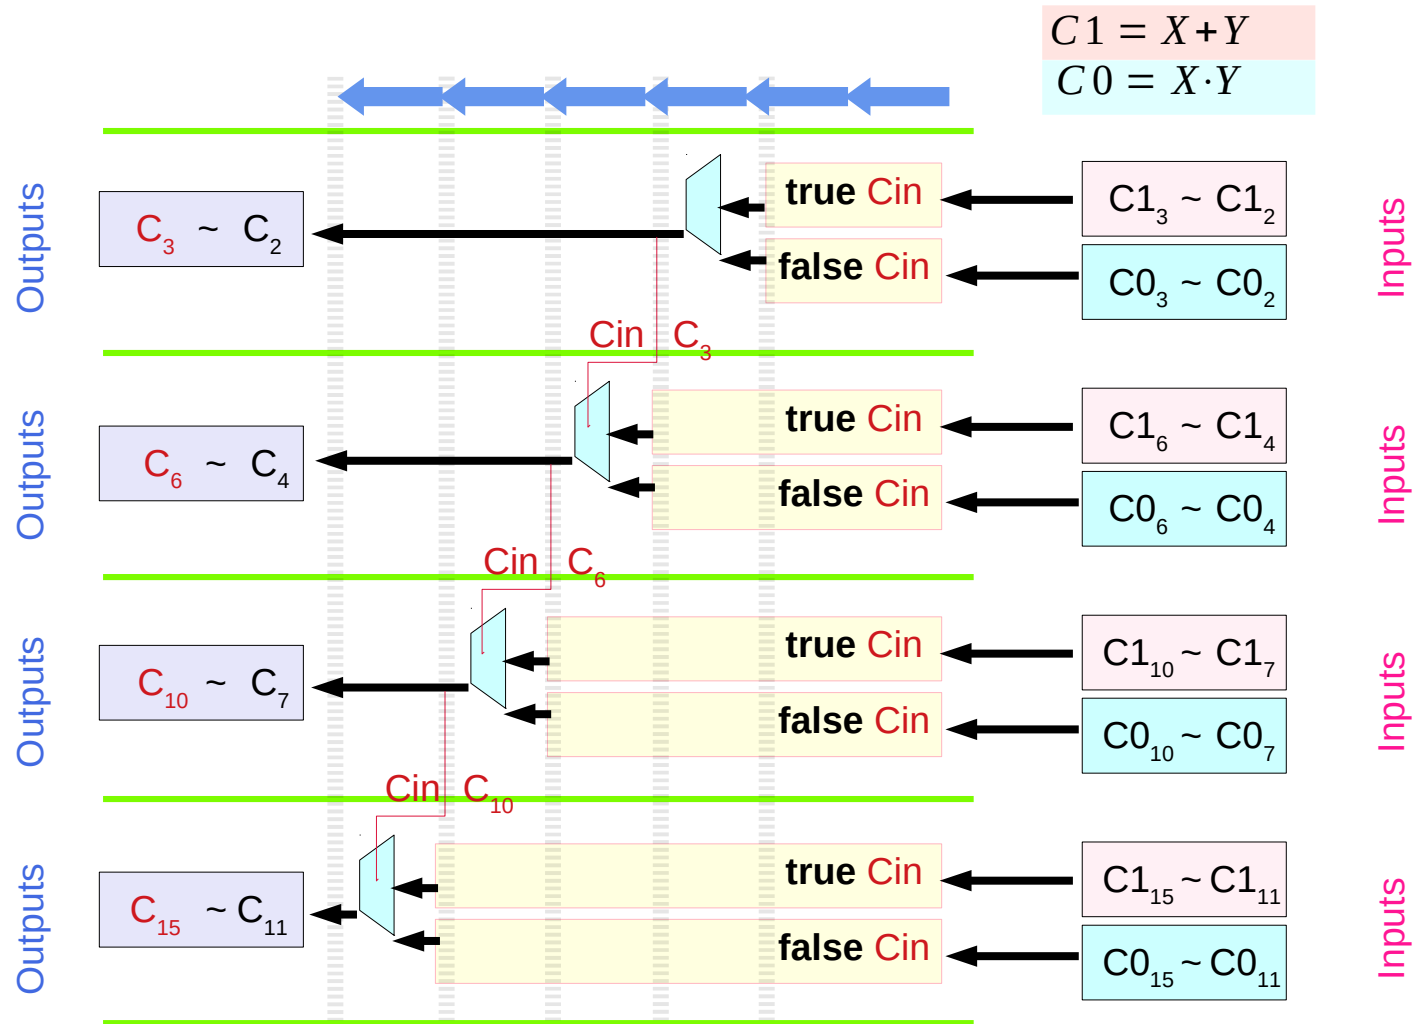 C1 = X+Y
C0 = X·Y
Outputs
C₃ ~ C₂
true Cin
false Cin
C1₃ ~ C1₂
C0₃ ~ C0₂
Inputs
Cin C₃
Outputs
C₆ ~ C₄
true Cin
false Cin
C1₆ ~ C1₄
C0₆ ~ C0₄
Inputs
Cin C₆
Outputs
C₁₀ ~ C₇
true Cin
false Cin
C1₁₀ ~ C1₇
C0₁₀ ~ C0₇
Inputs
Cin C₁₀
Outputs
C₁₅ ~ C₁₁
true Cin
false Cin
C1₁₅ ~ C1₁₁
C0₁₅ ~ C0₁₁
Inputs